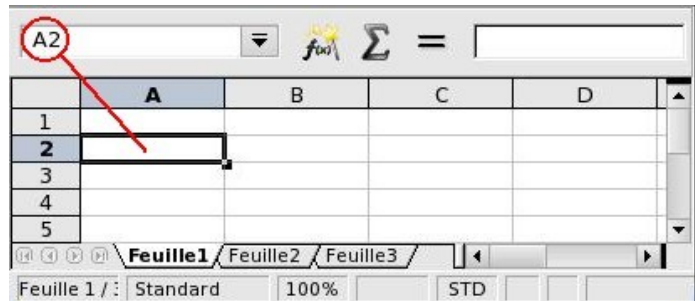 A2 f(x) Σ =
A B C D
1
2
3
4
5
Feuille1 Feuille2 Feuille3
Feuille 1 / 3 Standard 100% STD